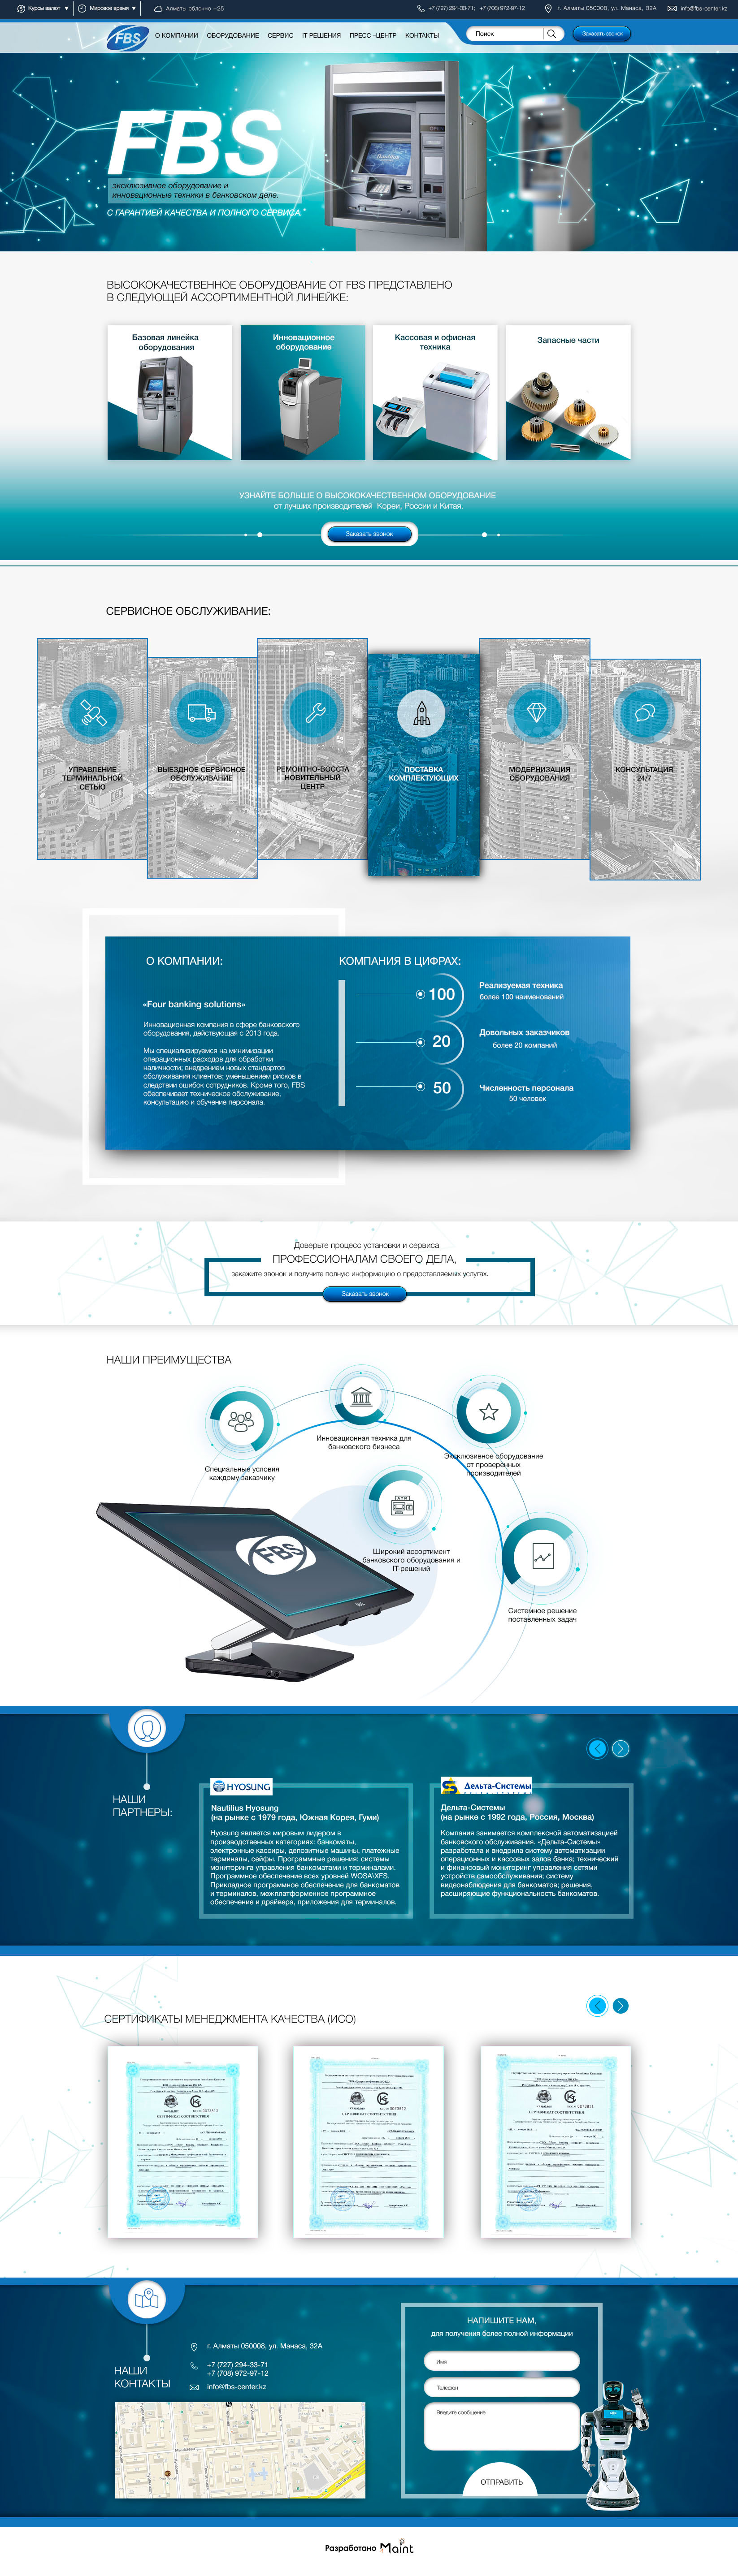 Курсы валют ▼
Мировое время ▼
Алматы облачно +25
+7 (727) 294-33-71; +7 (708) 972-97-12
г. Алматы 050008, ул. Манаса, 32А
info@fbs-center.kz
FBS
О КОМПАНИИ ОБОРУДОВАНИЕ СЕРВИС IT РЕШЕНИЯ ПРЕСС –ЦЕНТР КОНТАКТЫ
Поиск
Заказать звонок
FBS
эксклюзивное оборудование и
инновационные техники в банковском деле.
С ГАРАНТИЕЙ КАЧЕСТВА И ПОЛНОГО СЕРВИСА.
ВЫСОКОКАЧЕСТВЕННОЕ ОБОРУДОВАНИЕ ОТ FBS ПРЕДСТАВЛЕНО
В СЛЕДУЮЩЕЙ АССОРТИМЕНТНОЙ ЛИНЕЙКЕ:
Базовая линейка
оборудования
Инновационное
оборудование
Кассовая и офисная
техника
Запасные части
УЗНАЙТЕ БОЛЬШЕ О ВЫСОКОКАЧЕСТВЕННОМ ОБОРУДОВАНИЕ
от лучших производителей Кореи, России и Китая.
Заказать звонок
СЕРВИСНОЕ ОБСЛУЖИВАНИЕ:
УПРАВЛЕНИЕ
ТЕРМИНАЛЬНОЙ
СЕТЬЮ
ВЫЕЗДНОЕ СЕРВИСНОЕ
ОБСЛУЖИВАНИЕ
РЕМОНТНО-ВОССТА
НОВИТЕЛЬНЫЙ
ЦЕНТР
ПОСТАВКА
КОМПЛЕКТУЮЩИХ
МОДЕРНИЗАЦИЯ
ОБОРУДОВАНИЯ
КОНСУЛЬТАЦИЯ
24/7
О КОМПАНИИ:
«Four banking solutions»
Инновационная компания в сфере банковского
оборудования, действующая с 2013 года.
Мы специализируемся на минимизации
операционных расходов для обработки
наличности; внедрением новых стандартов
обслуживания клиентов; уменьшением рисков в
следствии ошибок сотрудников. Кроме того, FBS
обеспечивает техническое обслуживание,
консультацию и обучение персонала.
КОМПАНИЯ В ЦИФРАХ:
100
Реализуемая техника
более 100 наименований
20
Довольных заказчиков
более 20 компаний
50
Численность персонала
50 человек
Доверьте процесс установки и сервиса
ПРОФЕССИОНАЛАМ СВОЕГО ДЕЛА,
закажите звонок и получите полную информацию о предоставляемых услугах.
Заказать звонок
НАШИ ПРЕИМУЩЕСТВА
Специальные условия
каждому заказчику
Инновационная техника для
банковского бизнеса
Эксклюзивное оборудование
от проверенных
производителей
ATM
Широкий ассортимент
банковского оборудования и
IT-решений
Системное решение
поставленных задач
FBS
НАШИ
ПАРТНЕРЫ:
HYOSUNG
Nautilius Hyosung
(на рынке с 1979 года, Южная Корея, Гуми)
Hyosung является мировым лидером в
производственных категориях: банкоматы,
электронные кассиры, депозитные машины, платежные
терминалы, сейфы. Программные решения: системы
мониторинга управления банкоматами и терминалами.
Программное обеспечение всех уровней WOSA\XFS.
Прикладное программное обеспечение для банкоматов
и терминалов, межплатформенное программное
обеспечение и драйвера, приложения для терминалов.
Дельта-Системы
Дельта-Системы
(на рынке с 1992 года, Россия, Москва)
Компания занимается комплексной автоматизацией
банковского обслуживания. «Дельта-Системы»
разработала и внедрила систему автоматизации
операционных и кассовых залов банка; технический
и финансовый мониторинг управления сетями
устройств самообслуживания; систему
видеонаблюдения для банкоматов; решения,
расширяющие функциональность банкоматов.
СЕРТИФИКАТЫ МЕНЕДЖМЕНТА КАЧЕСТВА (ИСО)
СЕРТИФИКАТ СООТВЕТСТВИЯ
СЕРТИФИКАТ СООТВЕТСТВИЯ
СЕРТИФИКАТ СООТВЕТСТВИЯ
НАШИ
КОНТАКТЫ
г. Алматы 050008, ул. Манаса, 32А
+7 (727) 294-33-71
+7 (708) 972-97-12
info@fbs-center.kz
НАПИШИТЕ НАМ,
для получения более полной информации
Имя
Телефон
Введите сообщение
ОТПРАВИТЬ
Разработано Maint